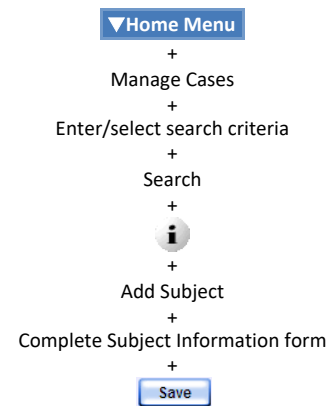 ▼Home Menu
+
Manage Cases
+
Enter/select search criteria
+
Search
+
i
+
Add Subject
+
Complete Subject Information form
+
Save